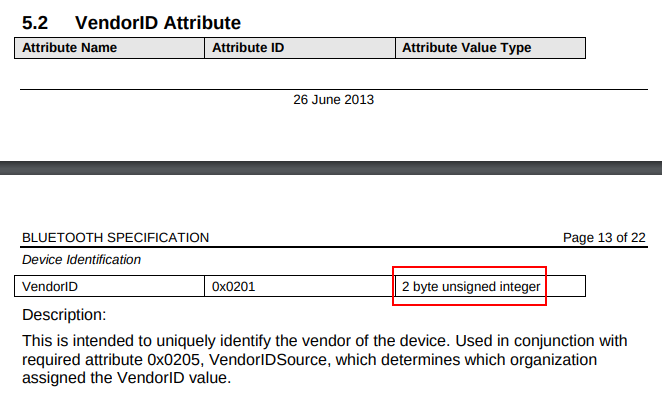 5.2 VendorID Attribute
Attribute Name Attribute ID Attribute Value Type
26 June 2013
BLUETOOTH SPECIFICATION Page 13 of 22
Device Identification
VendorID 0x0201 2 byte unsigned integer
Description:
This is intended to uniquely identify the vendor of the device. Used in conjunction with
required attribute 0x0205, VendorIDSource, which determines which organization
assigned the VendorID value.